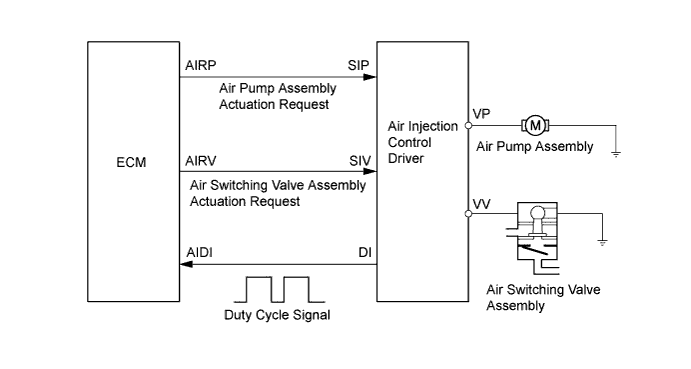 AIRP
SIP
Air Pump Assembly
Actuation Request
ECM
AIRV
SIV
Air Switching Valve Assembly
Actuation Request
AIDI
DI
Duty Cycle Signal
Air Injection
Control
Driver
VP
M
Air Pump Assembly
VV
Air Switching Valve
Assembly